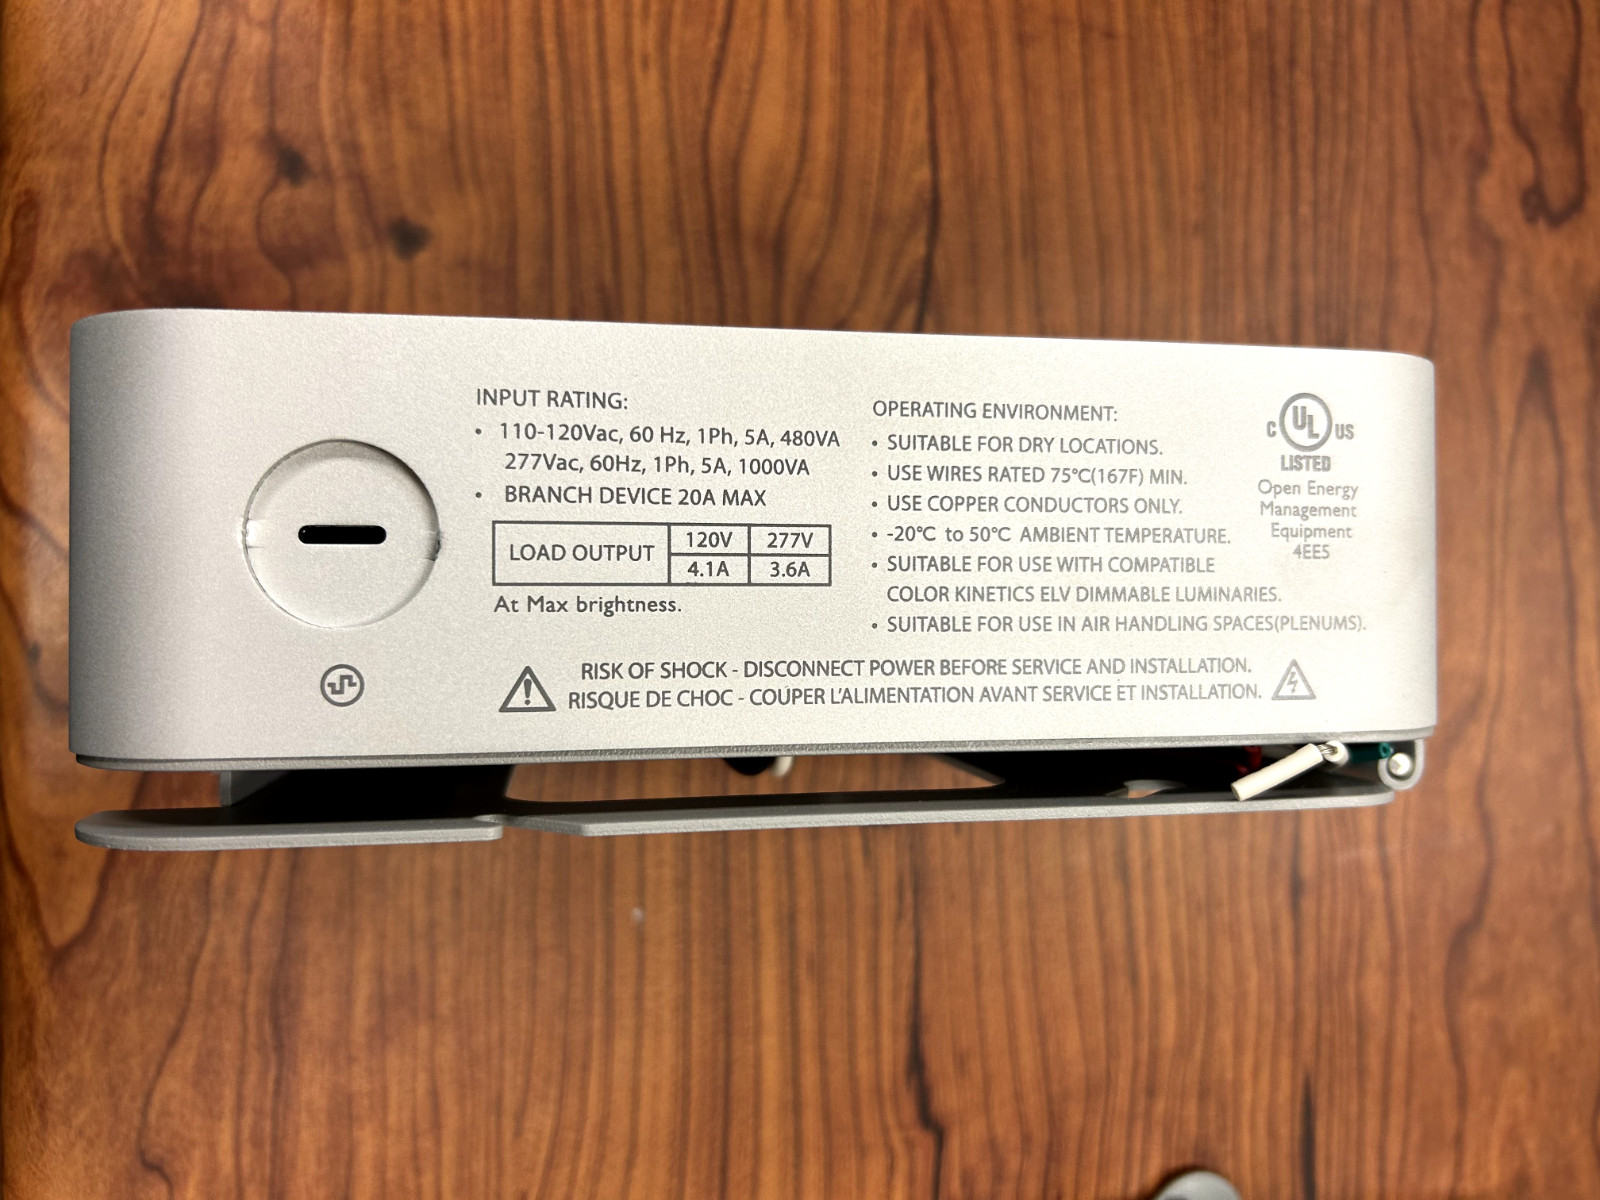 INPUT RATING:
• 110-120Vac, 60 Hz, 1Ph, 5A, 480VA
277Vac, 60Hz, 1Ph, 5A, 1000VA
• BRANCH DEVICE 20A MAX
LOAD OUTPUT 120V 277V
4.1A 3.6A
At Max brightness.
OPERATING ENVIRONMENT:
• SUITABLE FOR DRY LOCATIONS.
• USE WIRES RATED 75°C(167F) MIN.
• USE COPPER CONDUCTORS ONLY.
• -20°C to 50°C AMBIENT TEMPERATURE.
• SUITABLE FOR USE WITH COMPATIBLE
COLOR KINETICS ELV DIMMABLE LUMINARIES.
• SUITABLE FOR USE IN AIR HANDLING SPACES(PLENUMS).
C UL US
LISTED
Open Energy
Management
Equipment
4EE5
RISK OF SHOCK - DISCONNECT POWER BEFORE SERVICE AND INSTALLATION.
RISQUE DE CHOC - COÚPER L'ALIMENTATION AVANT SERVICE ET INSTALLATION.